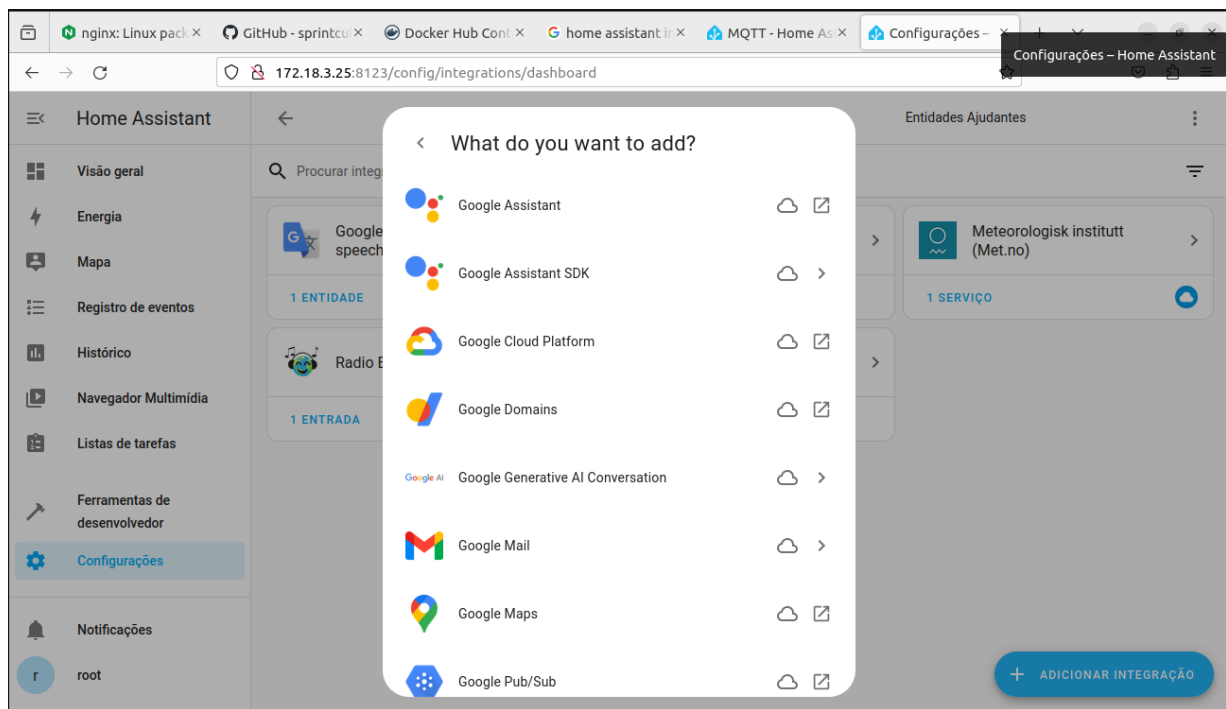 nginx: Linux pack
GitHub - sprintcu
Docker Hub Cont
G home assistant in
MQTT - Home As
Configurações –
Configurações – Home Assistant
172.18.3.25:8123/config/integrations/dashboard
Home Assistant
Visão geral
Energia
Mapa
Registro de eventos
Histórico
Navegador Multimídia
Listas de tarefas
Ferramentas de
desenvolvedor
Configurações
Notificações
r
root
Entidades Ajudantes
Procurar integ
Google
speech
1 ENTIDADE
Radio B
1 ENTRADA
Meteorologisk institutt
(Met.no)
1 SERVIÇO
What do you want to add?
Google Assistant
Google Assistant SDK
Google Cloud Platform
Google Domains
Google AI
Google Generative AI Conversation
Google Mail
Google Maps
Google Pub/Sub
ADICIONAR INTEGRAÇÃO